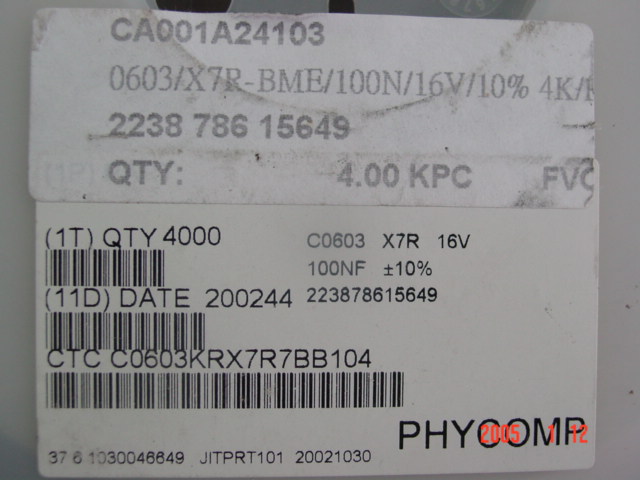 CA001A24103
0603/X7R-BME/100N/16V/10% 4K/
2238 786 15649
QTY: 4.00 KPC FVC
(1T) QTY 4000
C0603 X7R 16V
100NF ±10%
(11D) DATE 200244
223878615649
CTC C0603KRX7R7BB104
PHYCOMP
2005 1 12
37 6 1030046649 JITPRT101 20021030